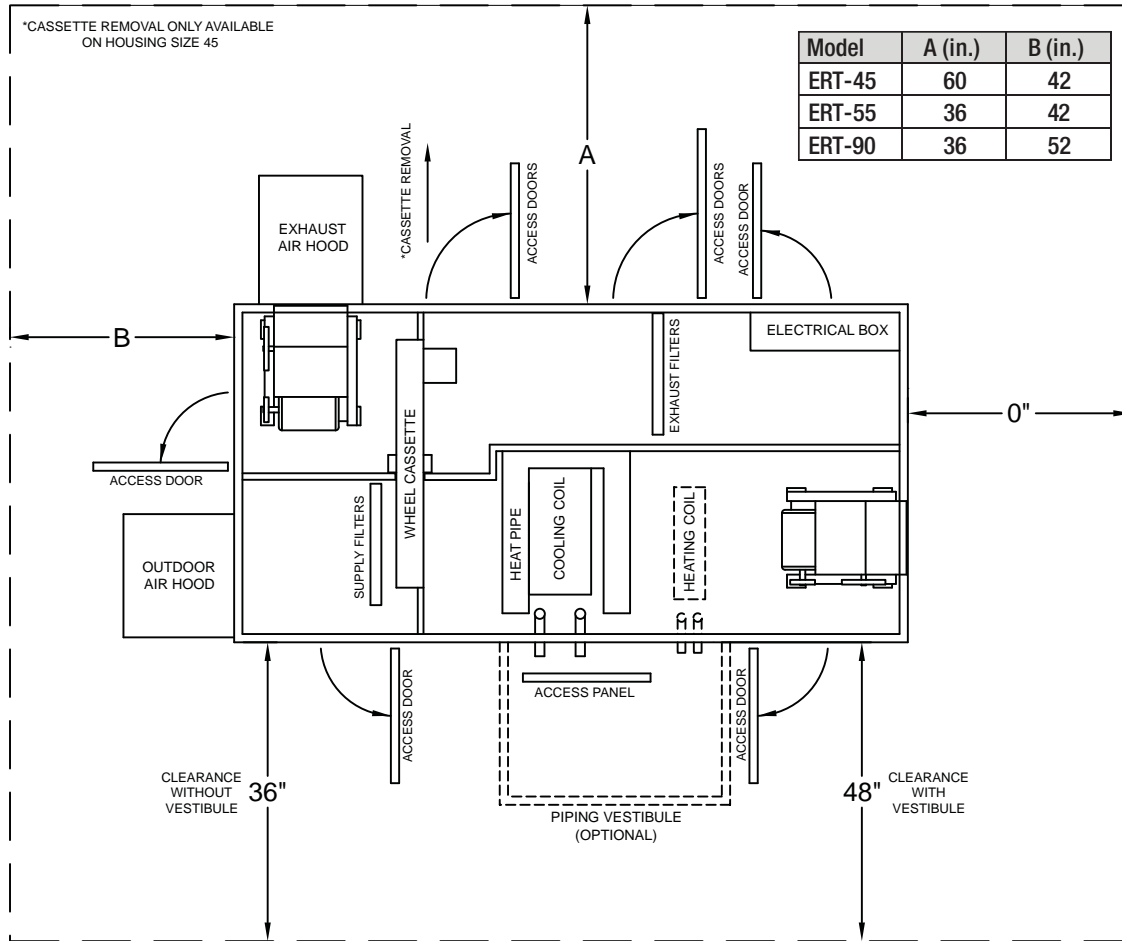 *CASSETTE REMOVAL ONLY AVAILABLE
ON HOUSING SIZE 45
Model A (in.) B (in.)
ERT-45 60 42
ERT-55 36 42
ERT-90 36 52
A
*CASSETTE REMOVAL
ACCESS DOORS
ACCESS DOORS
ACCESS DOOR
EXHAUST
AIR HOOD
B
ELECTRICAL BOX
EXHAUST FILTERS
0"
WHEEL CASSETTE
ACCESS DOOR
SUPPLY FILTERS
HEAT PIPE
COOLING COIL
HEATING COIL
OUTDOOR
AIR HOOD
ACCESS DOOR
ACCESS PANEL
ACCESS DOOR
CLEARANCE
WITHOUT
VESTIBULE
36"
PIPING VESTIBULE
(OPTIONAL)
48"
CLEARANCE
WITH
VESTIBULE